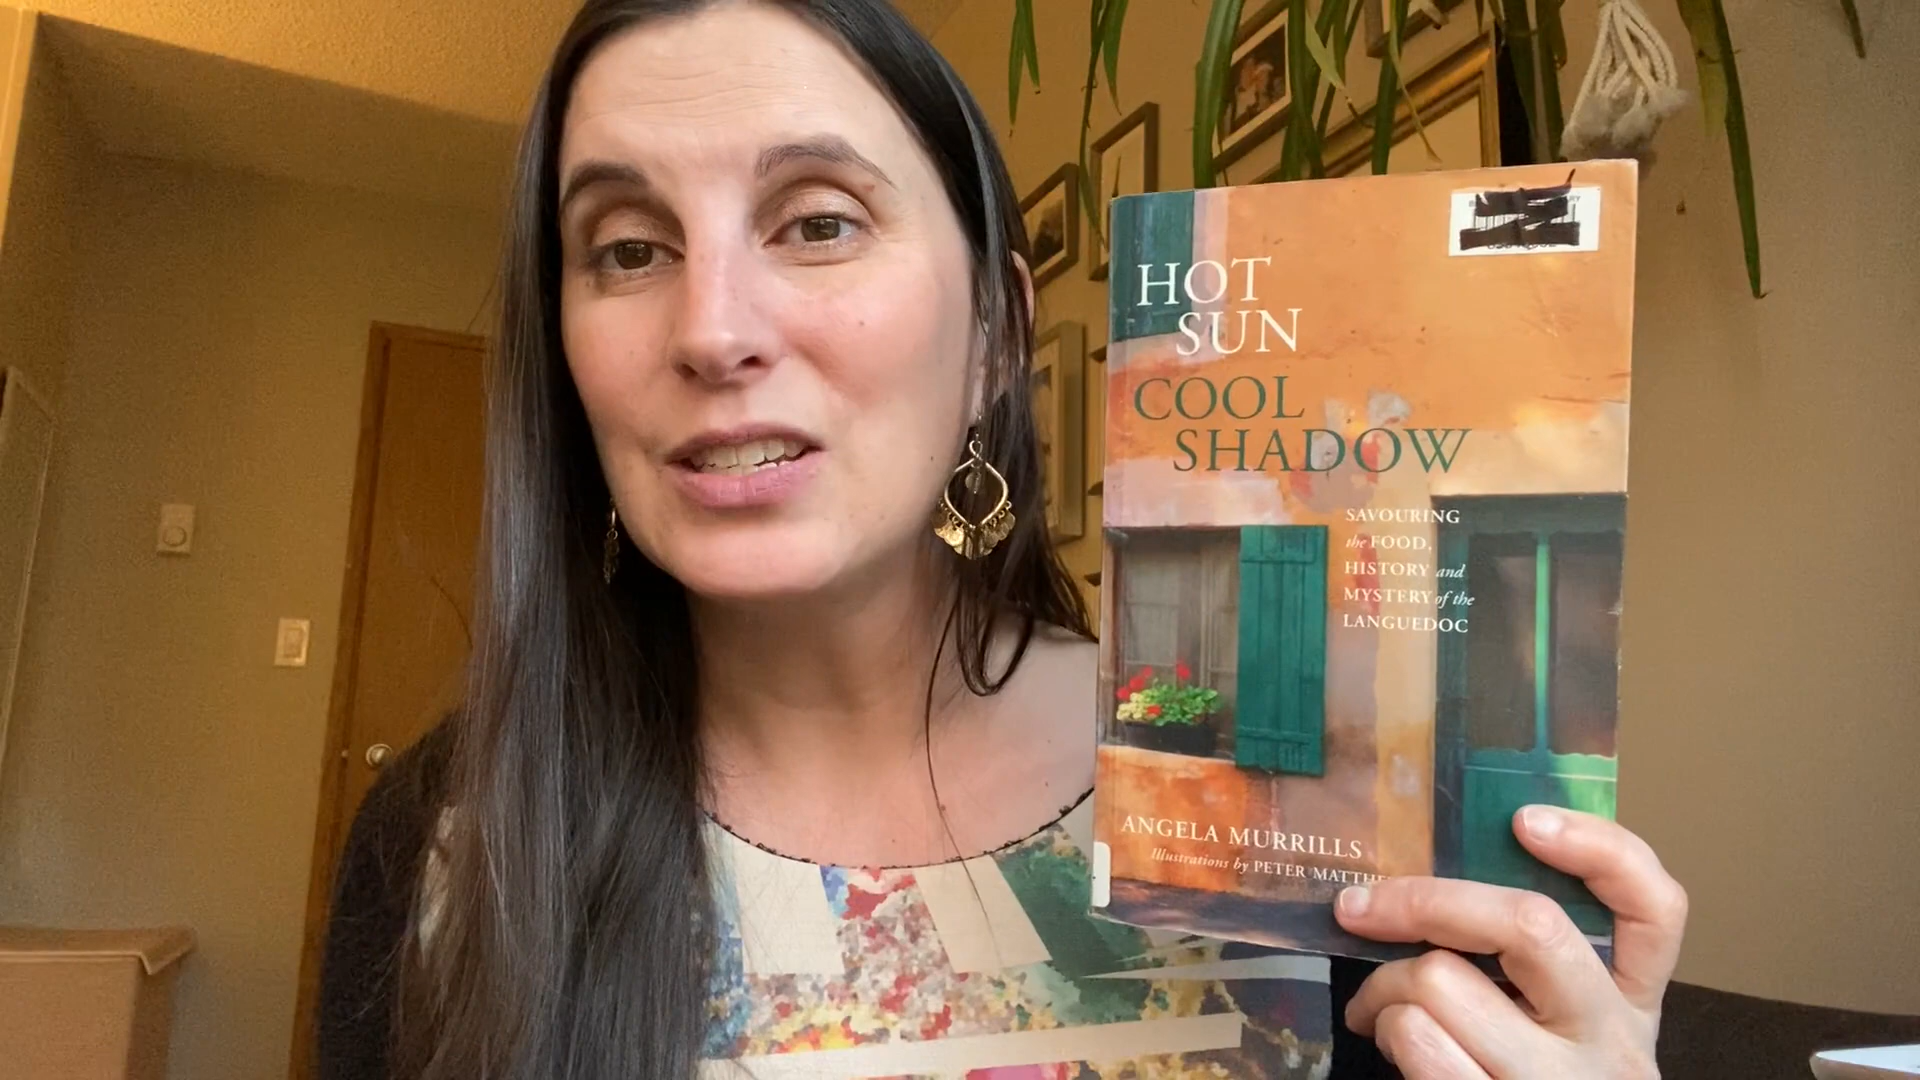 HOT
SUN
COOL
SHADOW
SAVOURING
the FOOD,
HISTORY and
MYSTERY of the
LANGUEDOC
ANGELA MURRILLS
Illustrations by PETER